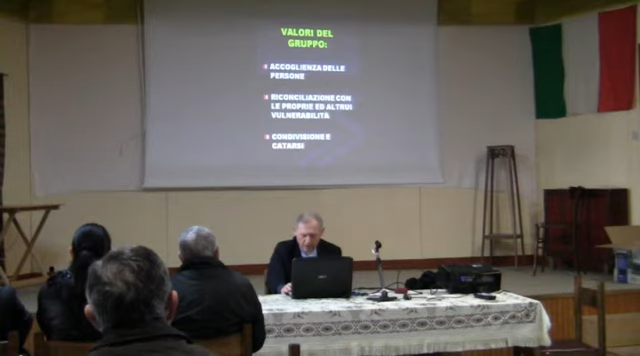 VALORI DEL
GRUPPO:
ACCOGLIENZA DELLE
PERSONE
RICONCILIAZIONE CON
LE PROPRIE ED ALTRUI
VULNERABILITÀ
CONDIVISIONE E
CATARSI